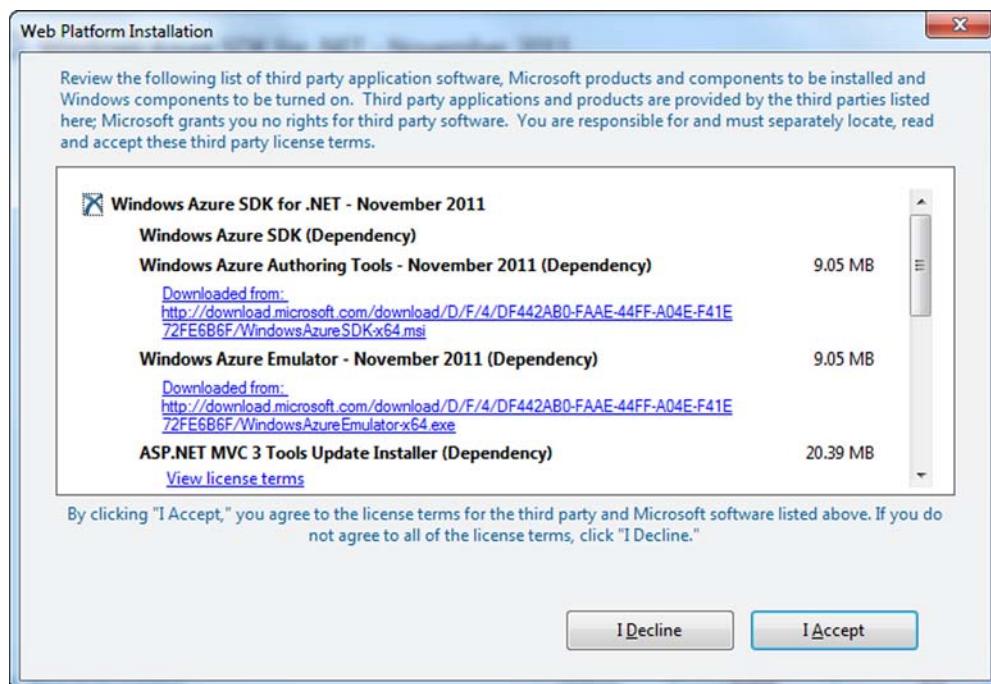 Web Platform Installation
Review the following list of third party application software, Microsoft products and components to be installed and
Windows components to be turned on.  Third party applications and products are provided by the third parties listed
here; Microsoft grants you no rights for third party software.  You are responsible for and must separately locate, read
and accept these third party license terms.
Windows Azure SDK for .NET - November 2011
Windows Azure SDK (Dependency)
Windows Azure Authoring Tools - November 2011 (Dependency) 9.05 MB
Downloaded from:
http://download.microsoft.com/download/D/F/4/DF442AB0-FAAE-44FF-A04E-F41E
72FE6B6F/WindowsAzureSDK-x64.msi
Windows Azure Emulator - November 2011 (Dependency) 9.05 MB
Downloaded from:
http://download.microsoft.com/download/D/F/4/DF442AB0-FAAE-44FF-A04E-F41E
72FE6B6F/WindowsAzureEmulator-x64.exe
ASP.NET MVC 3 Tools Update Installer (Dependency) 20.39 MB
View license terms
By clicking "I Accept," you agree to the license terms for the third party and Microsoft software listed above. If you do
not agree to all of the license terms, click "I Decline."
I Decline
I Accept